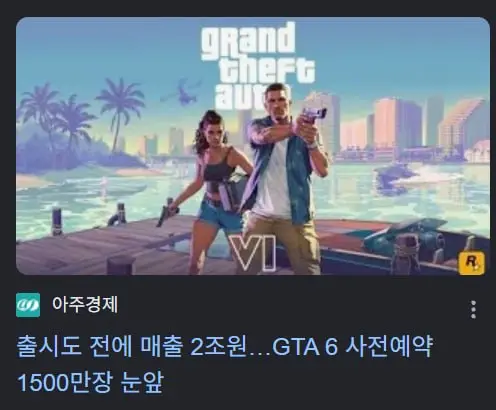 grand
theft
auto
VI
R
아주경제
출시도 전에 매출 2조원...GTA 6 사전예약
1500만장 눈앞